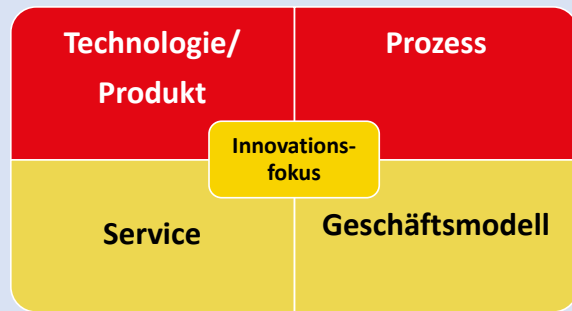 Technologie/
Produkt
Prozess
Innovations-
fokus
Service
Geschäftsmodell